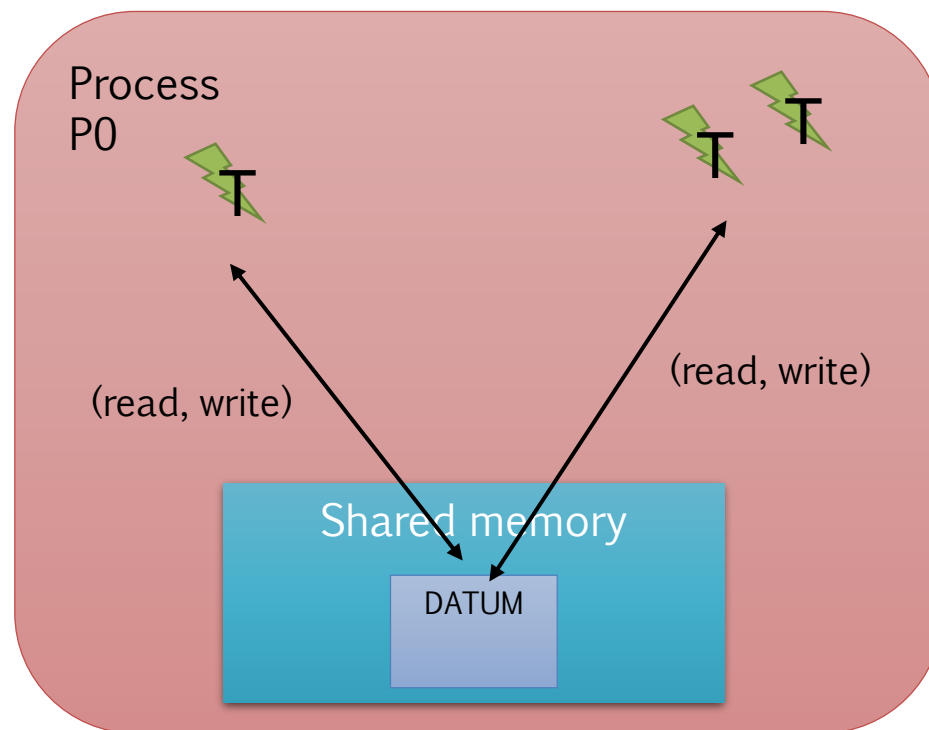 Process
P0
T
T
T
(read, write)
(read, write)
Shared memory
DATUM